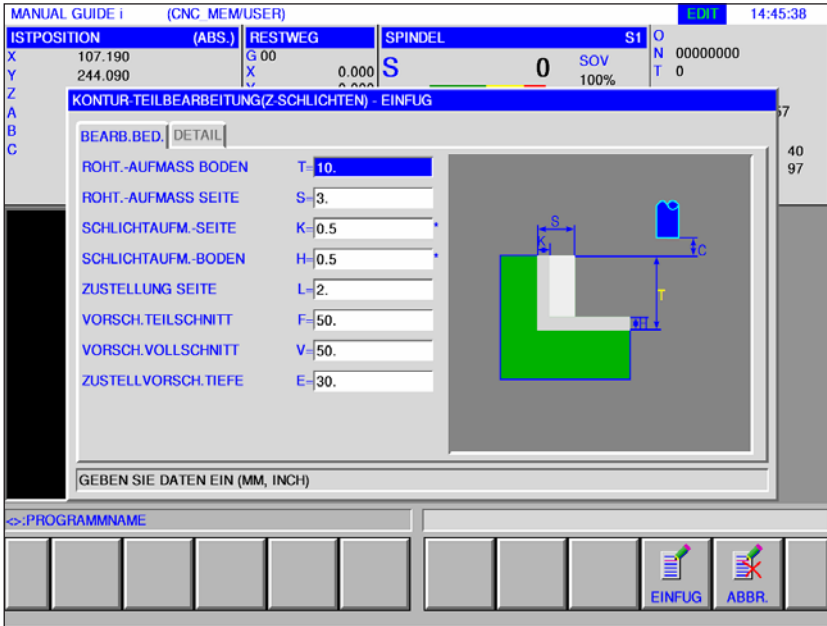 MANUAL GUIDE i (CNC_MEM/USER) EDIT 14:45:38
ISTPOSITION (ABS.) RESTWEG SPINDEL S1 O
X 107.190 G 00 N 00000000
Y 244.090 X 0.000 S 0 SOV T 0
100%
Z
A
B
C
40
97
KONTUR-TEILBEARBEITUNG(Z-SCHLICHTEN) - EINFUG
BEARB.BED. DETAIL
ROHT.-AUFMASS BODEN T=10.
ROHT.-AUFMASS SEITE S=3.
SCHLICHTAUFM.-SEITE K=0.5 *
SCHLICHTAUFM.-BODEN H=0.5 *
ZUSTELLUNG SEITE L=2.
VORSCH.TEILSCHNITT F=50.
VORSCH.VOLLSCHNITT V=50.
ZUSTELLVORSCH.TIEFE E=30.
S
K
C
T
H
GEBEN SIE DATEN EIN (MM, INCH)
<>:PROGRAMMNAME
EINFUG ABBR.